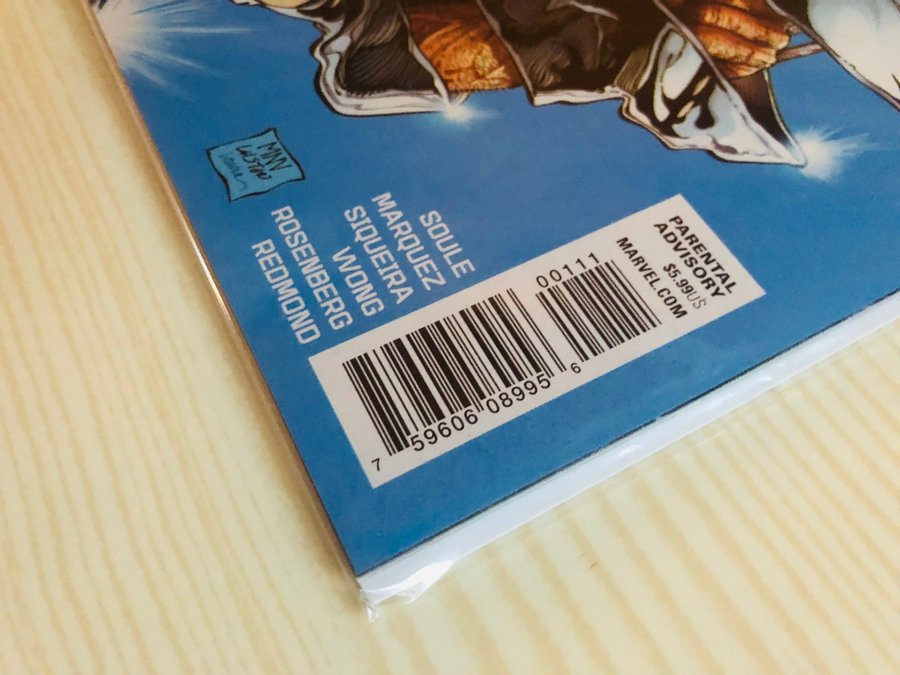 SOULE
MARQUEZ
SIQUEIRA
WONG
ROSENBERG
REDMOND
PARENTAL
ADVISORY
$5.99US
MARVEL.COM
00111
7 59606 08995 6